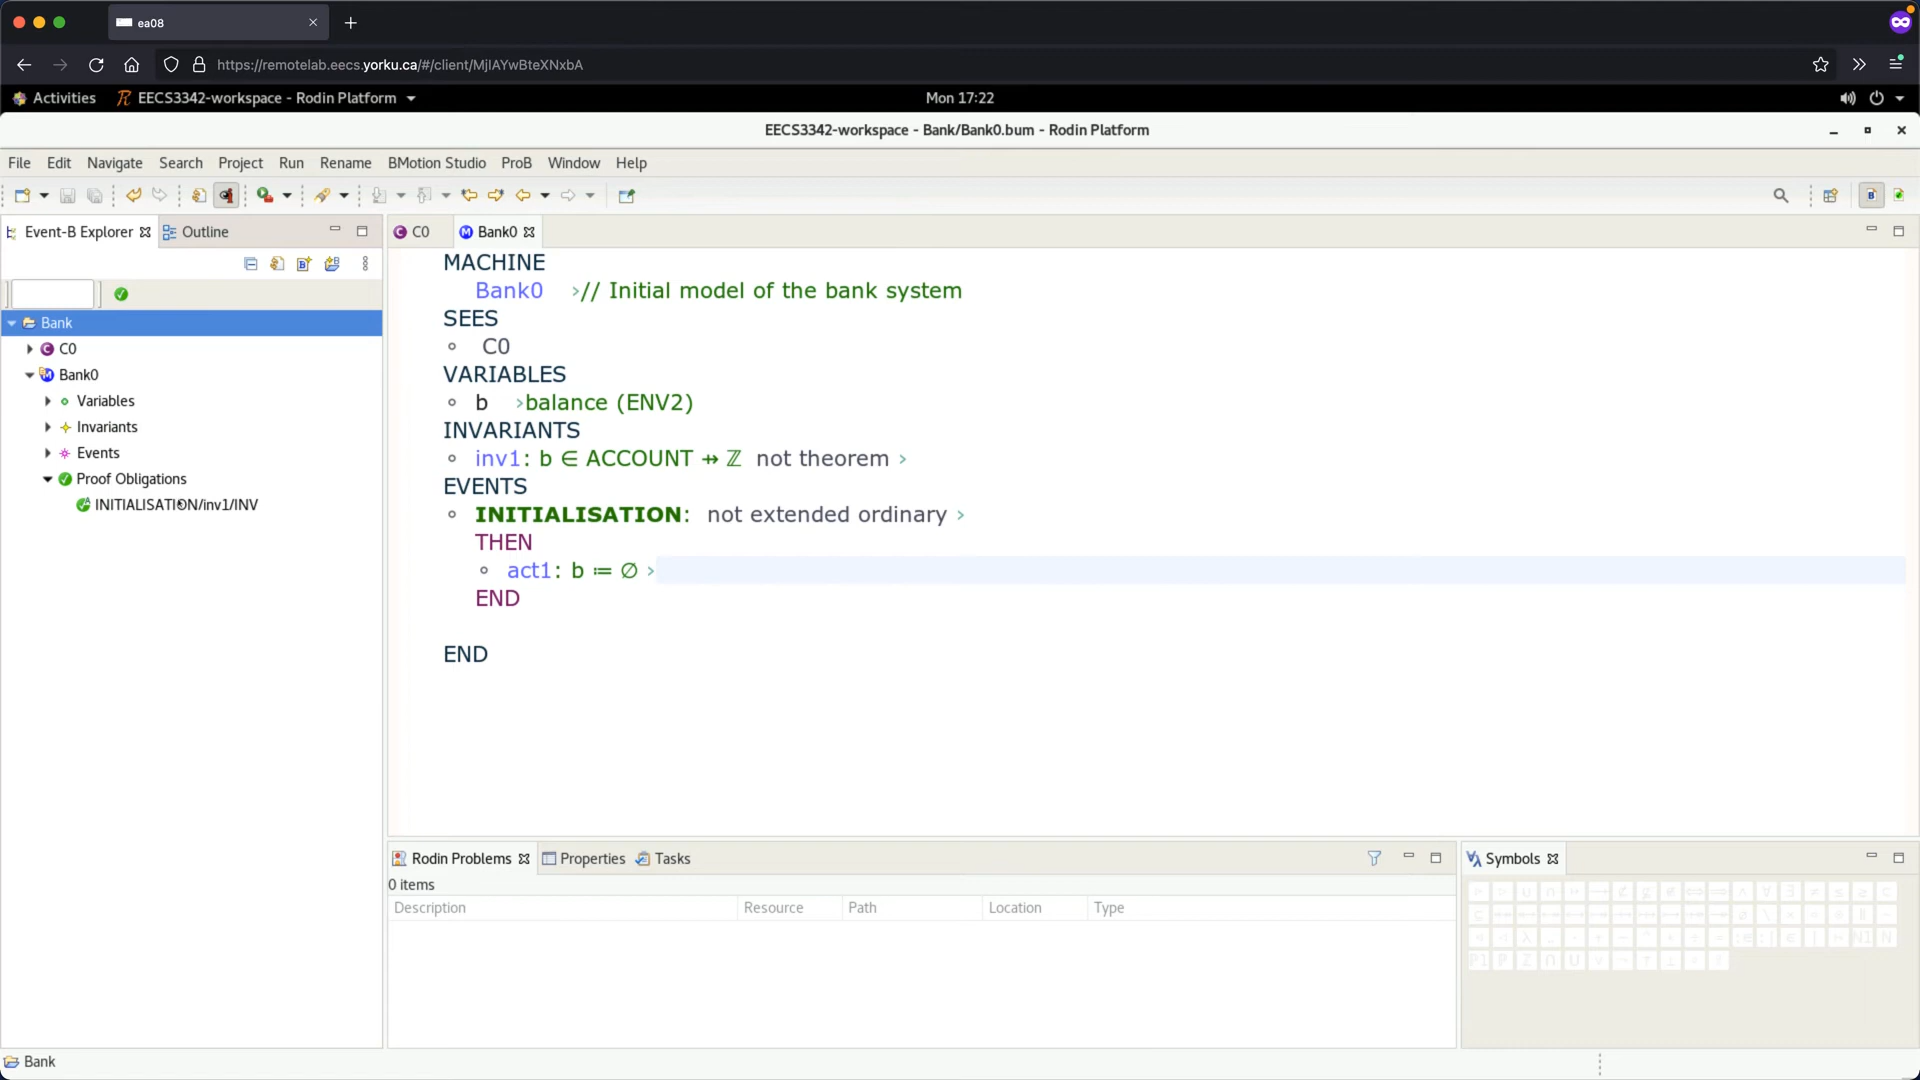 ea08
https://remotelab.eecs.yorku.ca/#/client/MjIAYwBteXNxbA
Activities EECS3342-workspace - Rodin Platform Mon 17:22
EECS3342-workspace - Bank/Bank0.bum - Rodin Platform
File Edit Navigate Search Project Run Rename BMotion Studio ProB Window Help
Event-B Explorer Outline
C0 Bank0
Bank
C0
Bank0
Variables
Invariants
Events
Proof Obligations
INITIALISATION/inv1/INV
MACHINE
Bank0 ›// Initial model of the bank system
SEES
◦ C0
VARIABLES
◦ b ›balance (ENV2)
INVARIANTS
◦ inv1: b ∈ ACCOUNT ⇸ ℤ not theorem ›
EVENTS
◦ INITIALISATION: not extended ordinary ›
THEN
◦ act1: b ≔ ∅ ›
END
END
Rodin Problems Properties Tasks
0 items
Description Resource Path Location Type
Symbols
Bank